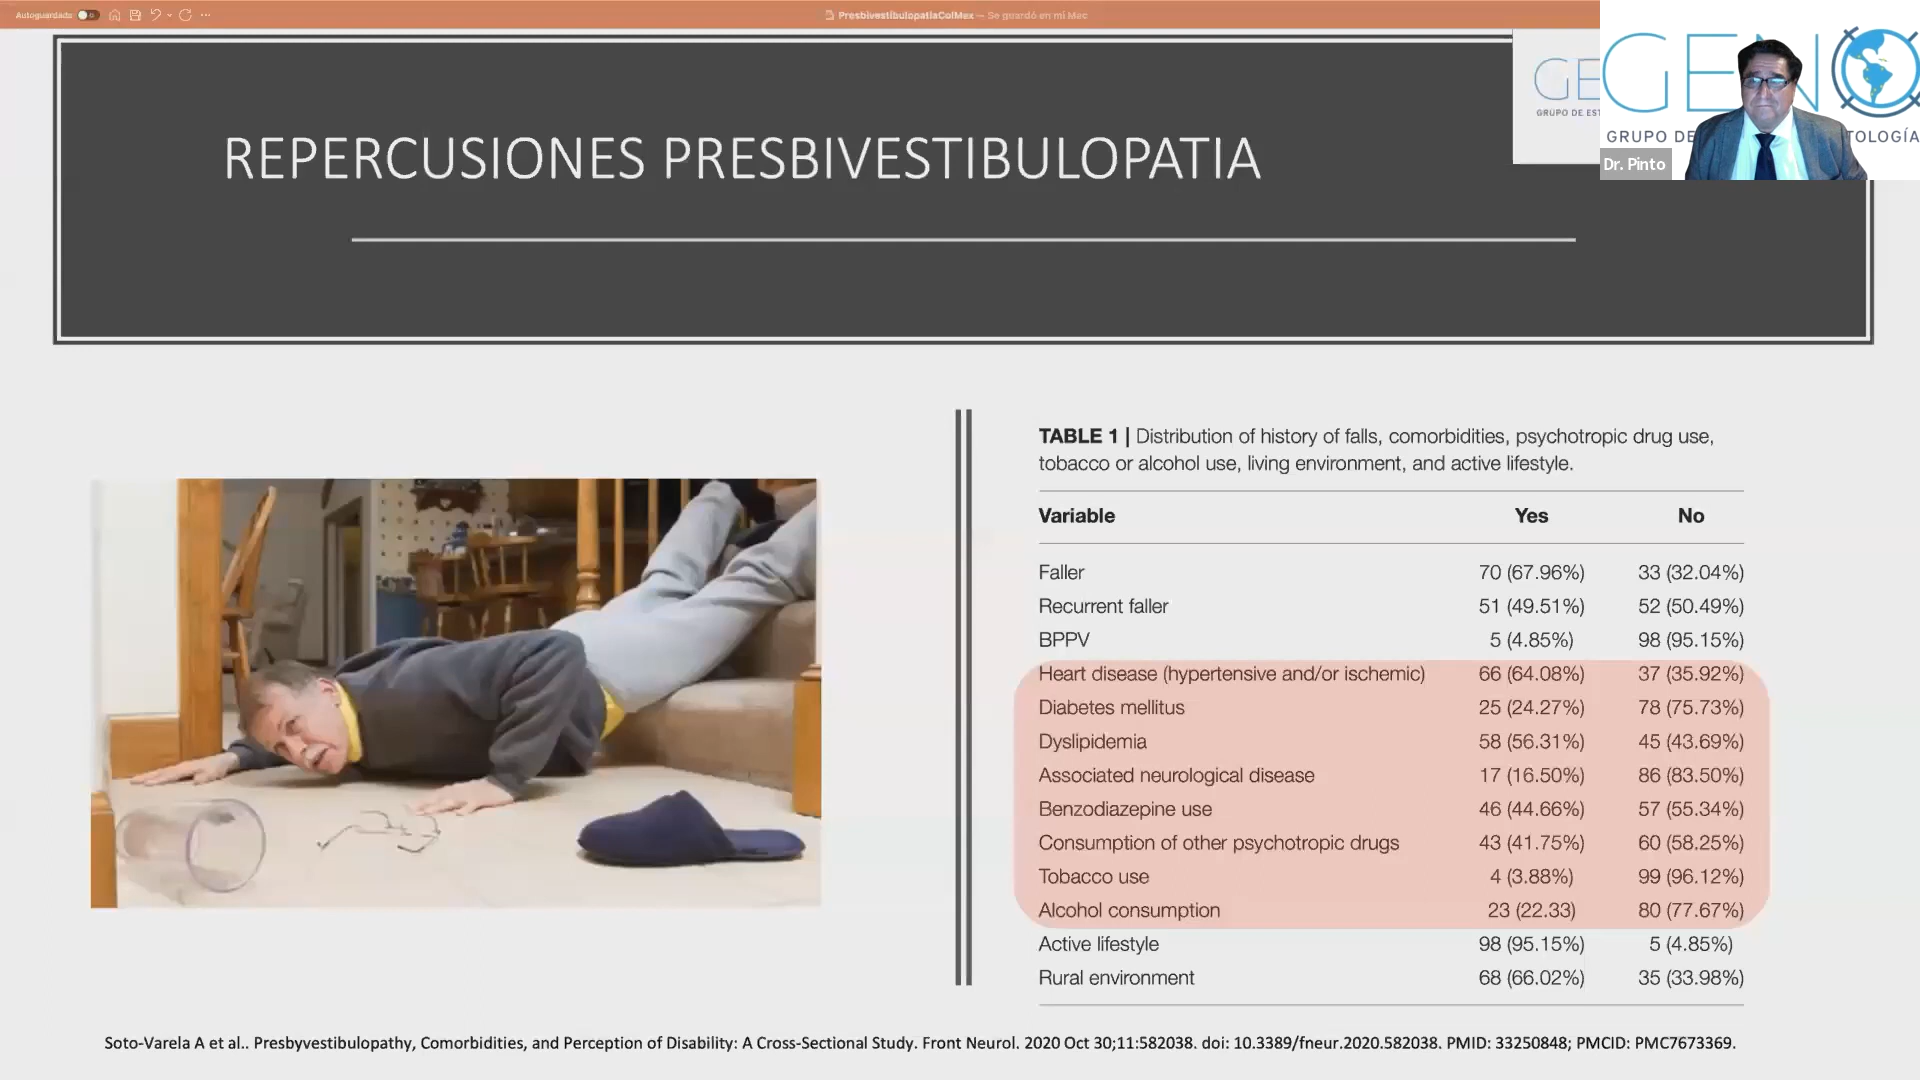 Autoguardado
PresbivestibulopatiaColMex — Se guardó en mi Mac
GE
GRUPO DE EST
GEN
GRUPO DE
TOLOGÍA
Dr. Pinto
REPERCUSIONES PRESBIVESTIBULOPATIA
TABLE 1 | Distribution of history of falls, comorbidities, psychotropic drug use,
tobacco or alcohol use, living environment, and active lifestyle.
Variable Yes No
Faller 70 (67.96%) 33 (32.04%)
Recurrent faller 51 (49.51%) 52 (50.49%)
BPPV 5 (4.85%) 98 (95.15%)
Heart disease (hypertensive and/or ischemic) 66 (64.08%) 37 (35.92%)
Diabetes mellitus 25 (24.27%) 78 (75.73%)
Dyslipidemia 58 (56.31%) 45 (43.69%)
Associated neurological disease 17 (16.50%) 86 (83.50%)
Benzodiazepine use 46 (44.66%) 57 (55.34%)
Consumption of other psychotropic drugs 43 (41.75%) 60 (58.25%)
Tobacco use 4 (3.88%) 99 (96.12%)
Alcohol consumption 23 (22.33) 80 (77.67%)
Active lifestyle 98 (95.15%) 5 (4.85%)
Rural environment 68 (66.02%) 35 (33.98%)
Soto-Varela A et al.. Presbyvestibulopathy, Comorbidities, and Perception of Disability: A Cross-Sectional Study. Front Neurol. 2020 Oct 30;11:582038. doi: 10.3389/fneur.2020.582038. PMID: 33250848; PMCID: PMC7673369.